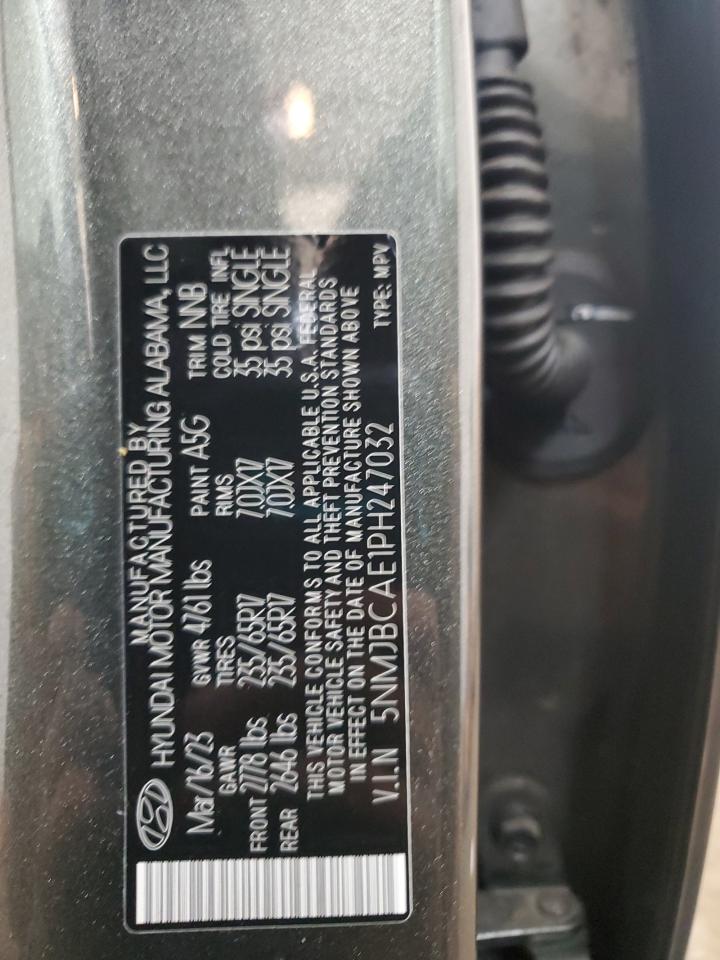 MANUFACTURED BY
HYUNDAI MOTOR MANUFACTURING ALABAMA, LLC
Mar/16/23 GVWR 4761 lbs PAINT A5G TRIM NNB
GAWR TIRES RIMS COLD TIRE INFL
FRONT 2778 lbs 235/65R17 7.00X17 35 psi SINGLE
REAR 2646 lbs 235/65R17 7.00X17 35 psi SINGLE
THIS VEHICLE CONFORMS TO ALL APPLICABLE U.S.A. FEDERAL
MOTOR VEHICLE SAFETY AND THEFT PREVENTION STANDARDS
IN EFFECT ON THE DATE OF MANUFACTURE SHOWN ABOVE
V.I.N 5NMJBCAE1PH247032 TYPE: MPV